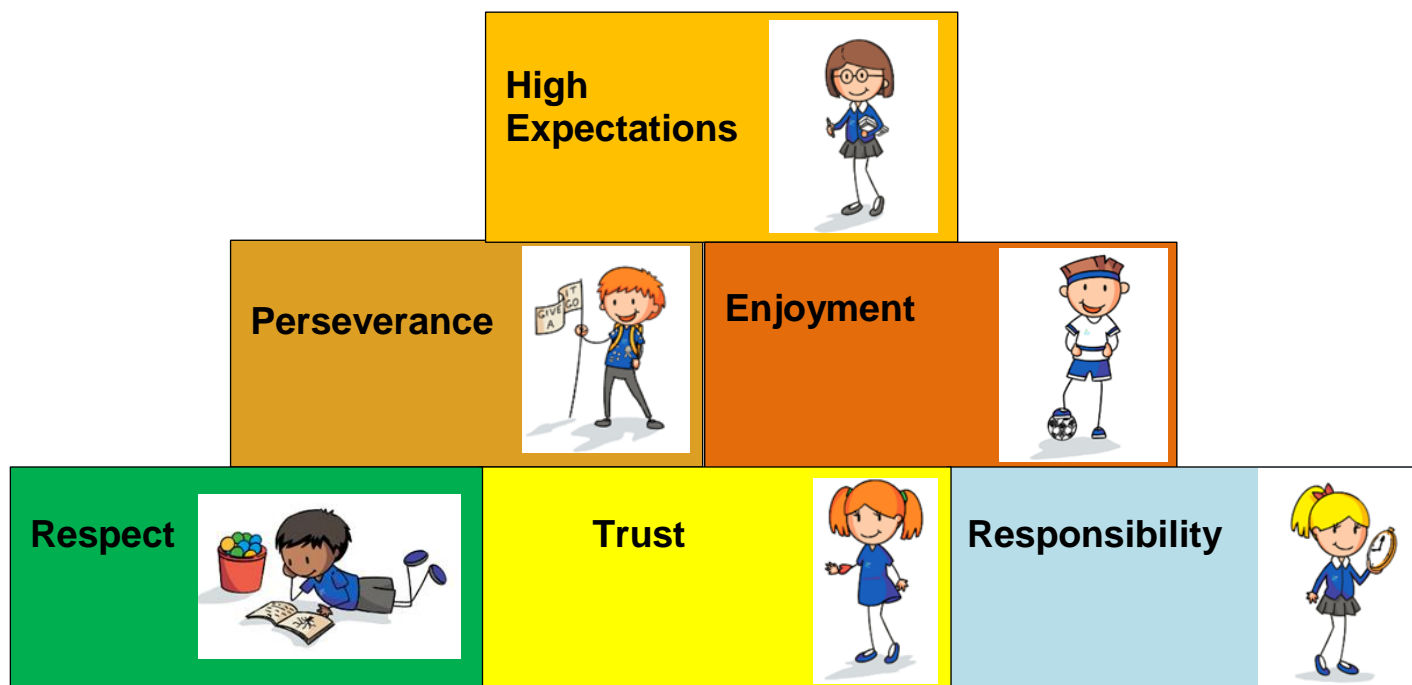 High
Expectations
Perseverance
GIVE
A
IT
GO
Enjoyment
Respect
Trust
Responsibility